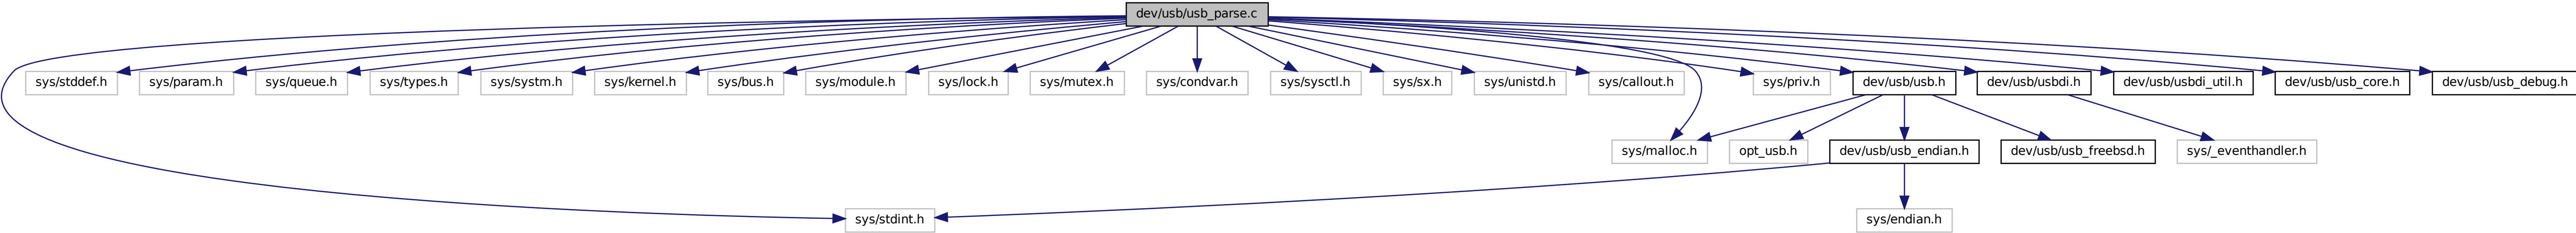 dev/usb/usb_parse.c
sys/stddef.h
sys/param.h
sys/queue.h
sys/types.h
sys/systm.h
sys/kernel.h
sys/bus.h
sys/module.h
sys/lock.h
sys/mutex.h
sys/condvar.h
sys/sysctl.h
sys/sx.h
sys/unistd.h
sys/callout.h
sys/priv.h
dev/usb/usb.h
dev/usb/usbdi.h
dev/usb/usbdi_util.h
dev/usb/usb_core.h
dev/usb/usb_debug.h
sys/malloc.h
opt_usb.h
dev/usb/usb_endian.h
dev/usb/usb_freebsd.h
sys/_eventhandler.h
sys/stdint.h
sys/endian.h